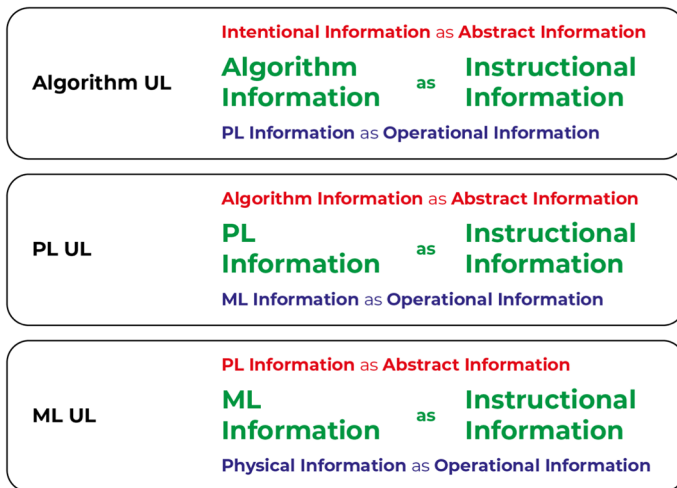 Intentional Information as Abstract Information
Algorithm UL
Algorithm Information as Instructional Information
PL Information as Operational Information
Algorithm Information as Abstract Information
PL UL
PL Information as Instructional Information
ML Information as Operational Information
PL Information as Abstract Information
ML UL
ML Information as Instructional Information
Physical Information as Operational Information